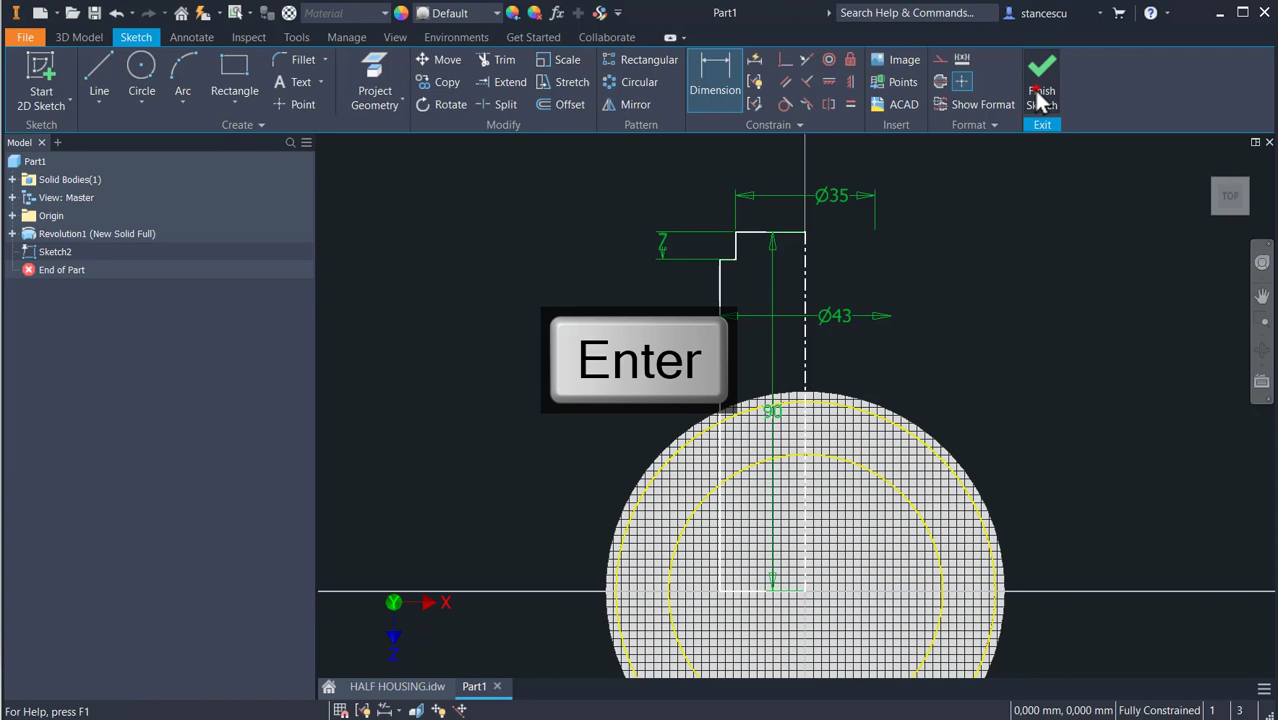 Material
Default
Part1
Search Help & Commands...
stancescu
File
3D Model
Sketch
Annotate
Inspect
Tools
Manage
View
Environments
Get Started
Collaborate
Start
2D Sketch
Line
Circle
Arc
Rectangle
Fillet
Text
Point
Project
Geometry
Move
Copy
Rotate
Trim
Extend
Split
Scale
Stretch
Offset
Rectangular
Circular
Mirror
Dimension
Image
Points
ACAD
Show Format
Finish
Sketch
Sketch
Create
Modify
Pattern
Constrain
Insert
Format
Exit
Model
Part1
Solid Bodies(1)
View: Master
Origin
Revolution1 (New Solid Full)
Sketch2
End of Part
TOP
Ø35
7
Ø43
Enter
90
Y
X
Z
HALF HOUSING.idw
Part1
For Help, press F1
0,000 mm, 0,000 mm
Fully Constrained
1
3